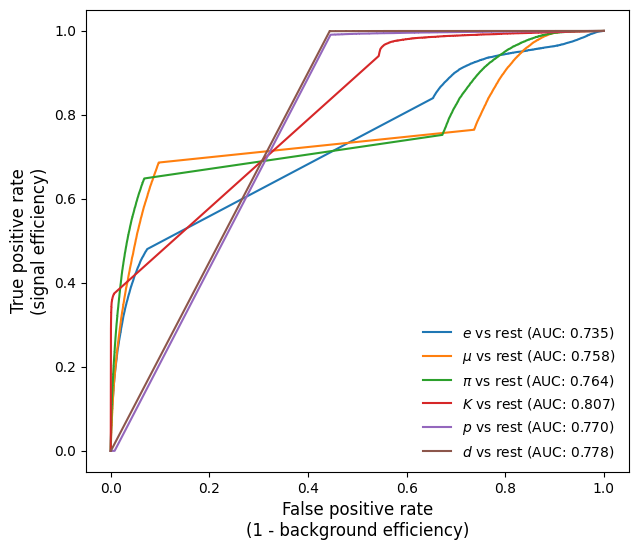 1.0
0.8
0.6
0.4
0.2
0.0
True positive rate
(signal efficiency)
e vs rest (AUC: 0.735)
μ vs rest (AUC: 0.758)
π vs rest (AUC: 0.764)
K vs rest (AUC: 0.807)
p vs rest (AUC: 0.770)
d vs rest (AUC: 0.778)
0.0 0.2 0.4 0.6 0.8 1.0
False positive rate
(1 - background efficiency)